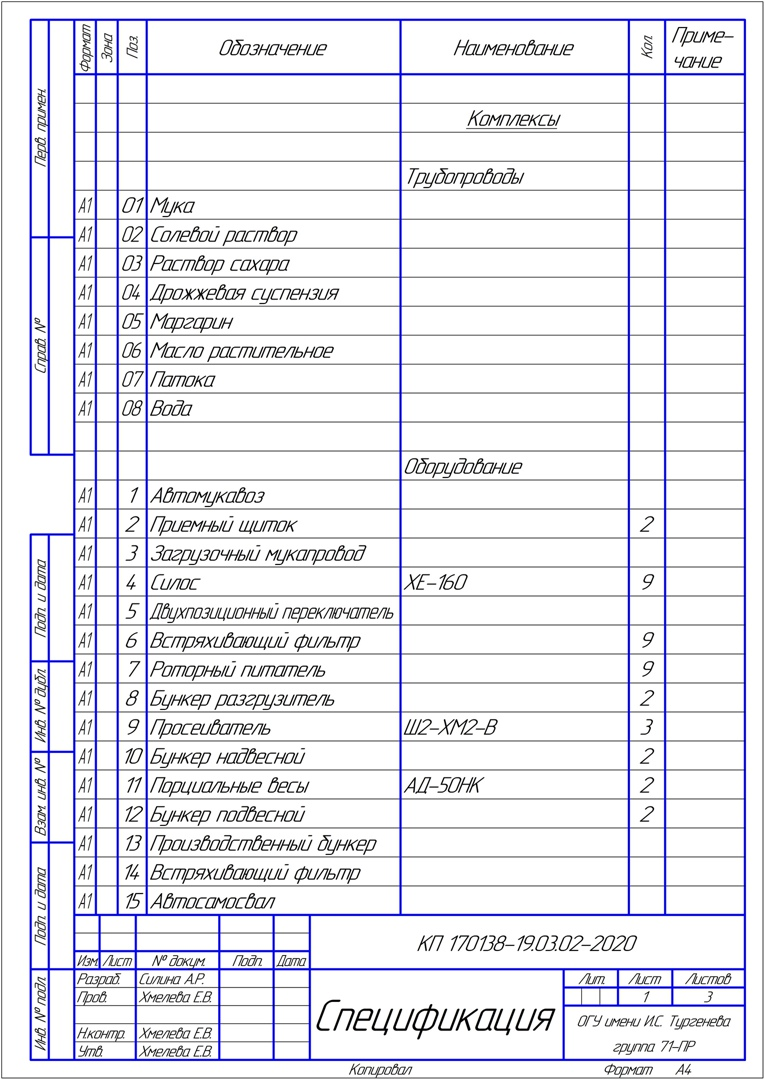 Формат Зона Поз. Обозначение Наименование Кол. Приме-
чание
Комплексы
Трубопроводы
А1 01 Мука
А1 02 Солевой раствор
А1 03 Раствор сахара
А1 04 Дрожжевая суспензия
А1 05 Маргарин
А1 06 Масло растительное
А1 07 Патока
А1 08 Вода
Оборудование
А1 1 Автомукавоз
А1 2 Приемный щиток 2
А1 3 Загрузочный мукапровод
А1 4 Силос ХЕ-160 9
А1 5 Двухпозиционный переключатель
А1 6 Встряхивающий фильтр 9
А1 7 Роторный питатель 9
А1 8 Бункер разгрузитель 2
А1 9 Просеиватель Ш2-ХМ2-В 3
А1 10 Бункер надвесной 2
А1 11 Порциальные весы АД-50НК 2
А1 12 Бункер подвесной 2
А1 13 Производственный бункер
А1 14 Встряхивающий фильтр
А1 15 Автосамосвал
Перв. примен.
Справ. №
Подп. и дата
Инв. № дубл.
Взам. инв. №
Подп. и дата
Инв. № подл.
КП 170138-19.03.02-2020
Изм. Лист № докум. Подп. Дата
Разраб. Силина А.Р.
Пров. Хмелева Е.В.
Н.контр. Хмелева Е.В.
Утв. Хмелева Е.В.
Спецификация
Лит. Лист Листов
1 3
ОГУ имени И.С. Тургенева
группа 71-ПР
Копировал Формат А4